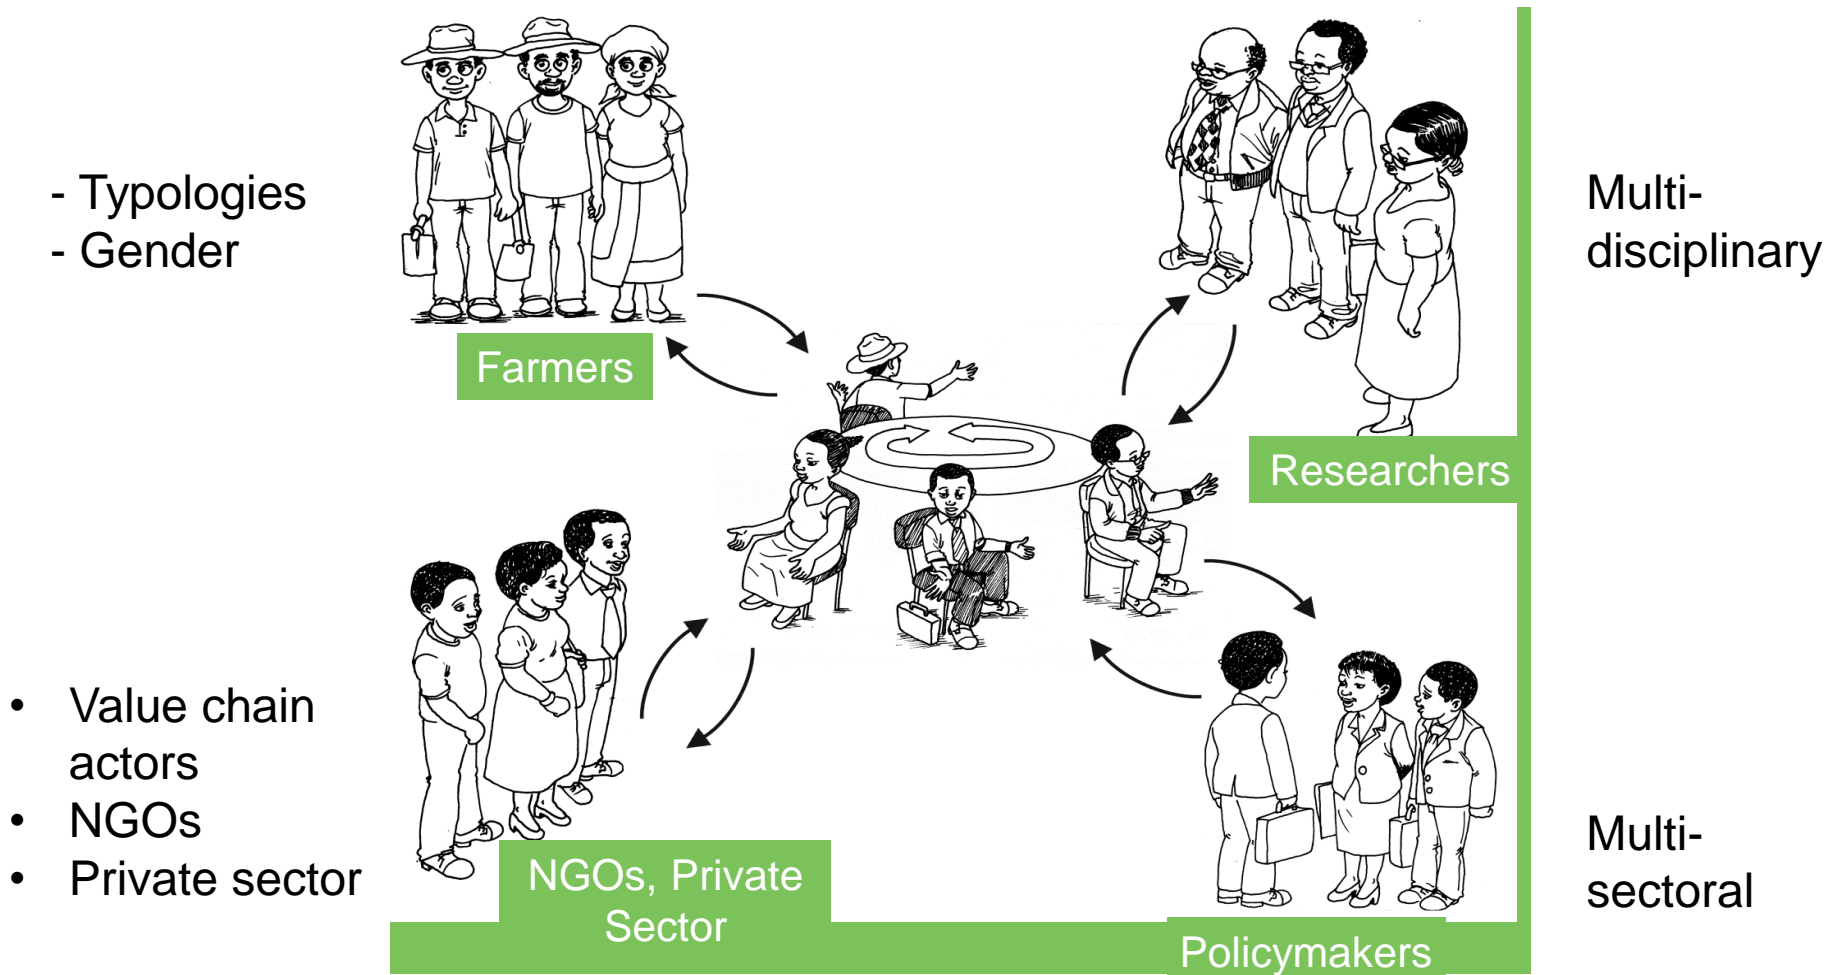 - Typologies
- Gender
Farmers
Multi-
disciplinary
Researchers
• Value chain
actors
• NGOs
• Private sector
NGOs, Private
Sector
Multi-
sectoral
Policymakers